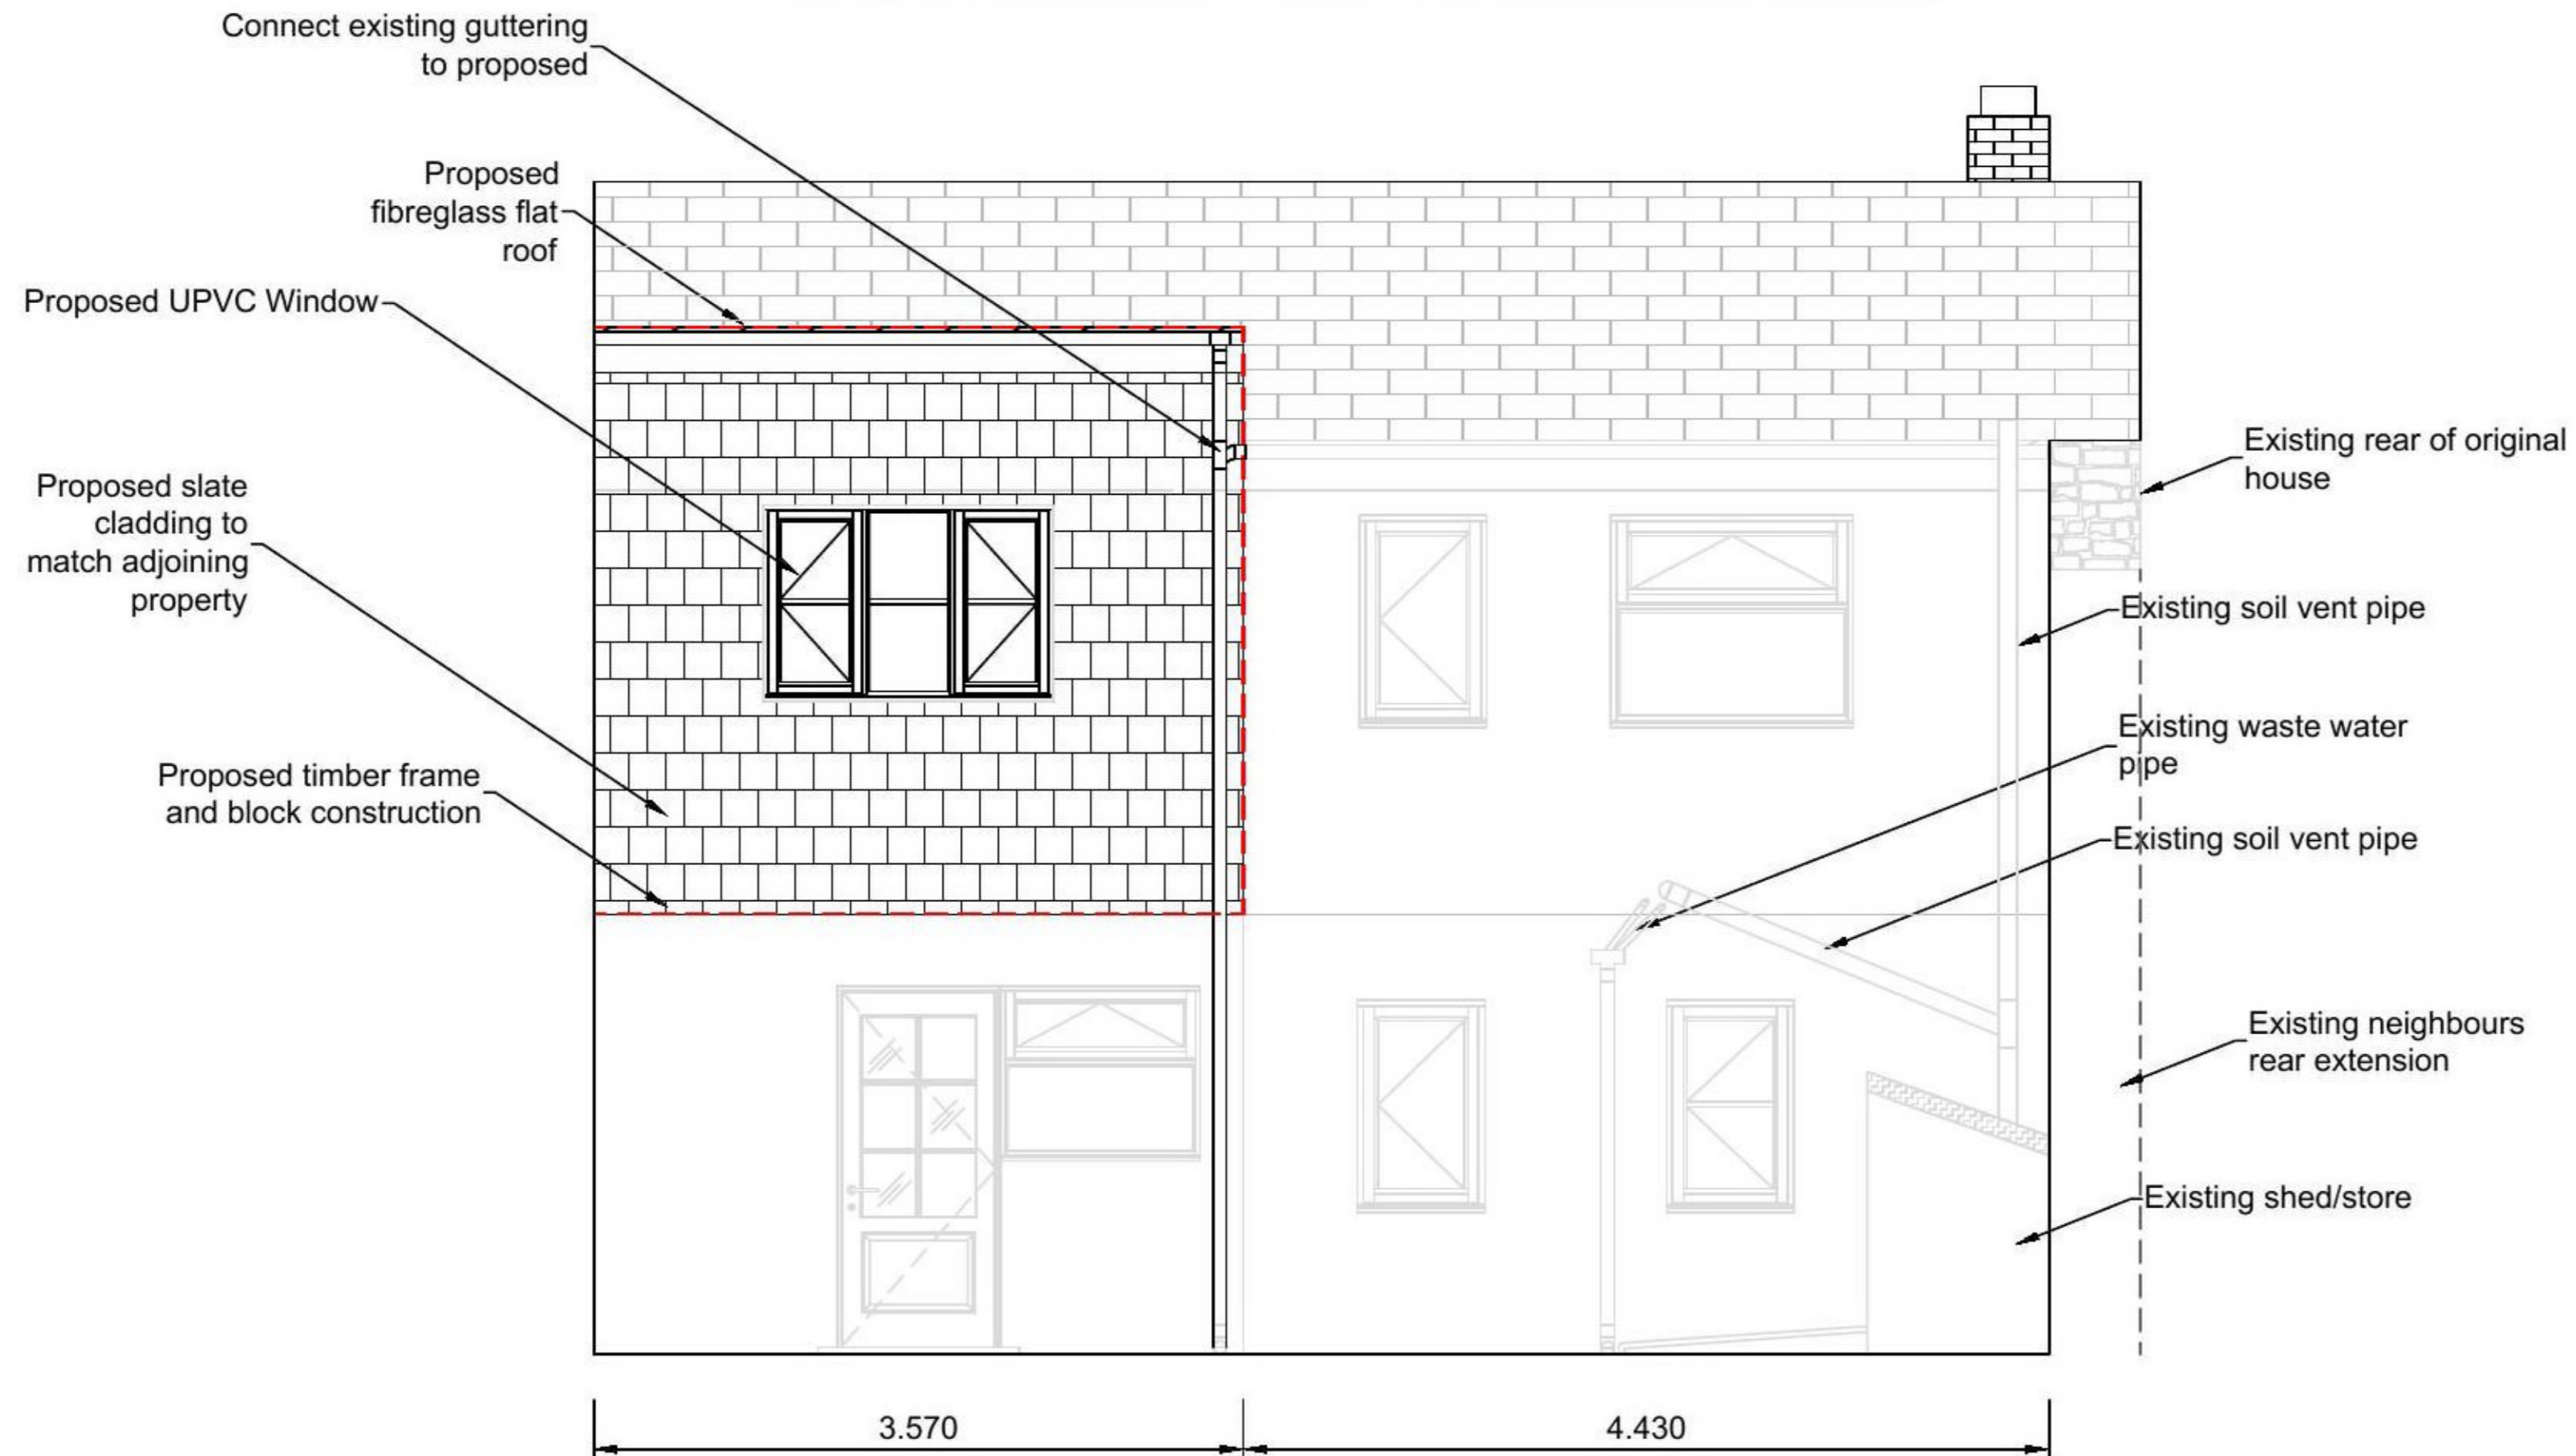 Connect existing guttering
to proposed
Proposed
fibreglass flat
roof
Proposed UPVC Window
Proposed slate
cladding to
match adjoining
property
Proposed timber frame
and block construction
Existing rear of original
house
Existing soil vent pipe
Existing waste water
pipe
Existing soil vent pipe
Existing neighbours
rear extension
Existing shed/store
3.570
4.430